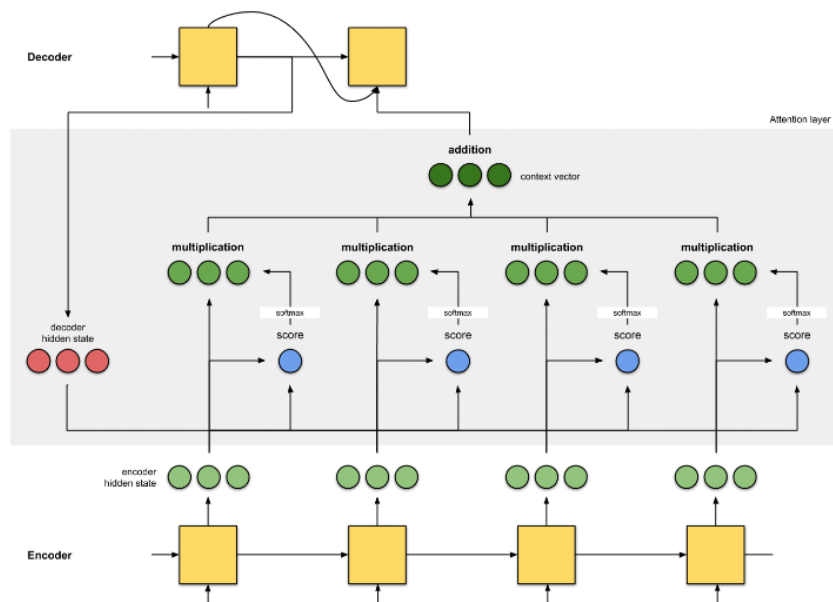 Decoder
Attention layer
addition
context vector
multiplication
multiplication
multiplication
multiplication
softmax
softmax
softmax
softmax
decoder
hidden state
score
score
score
score
encoder
hidden state
Encoder